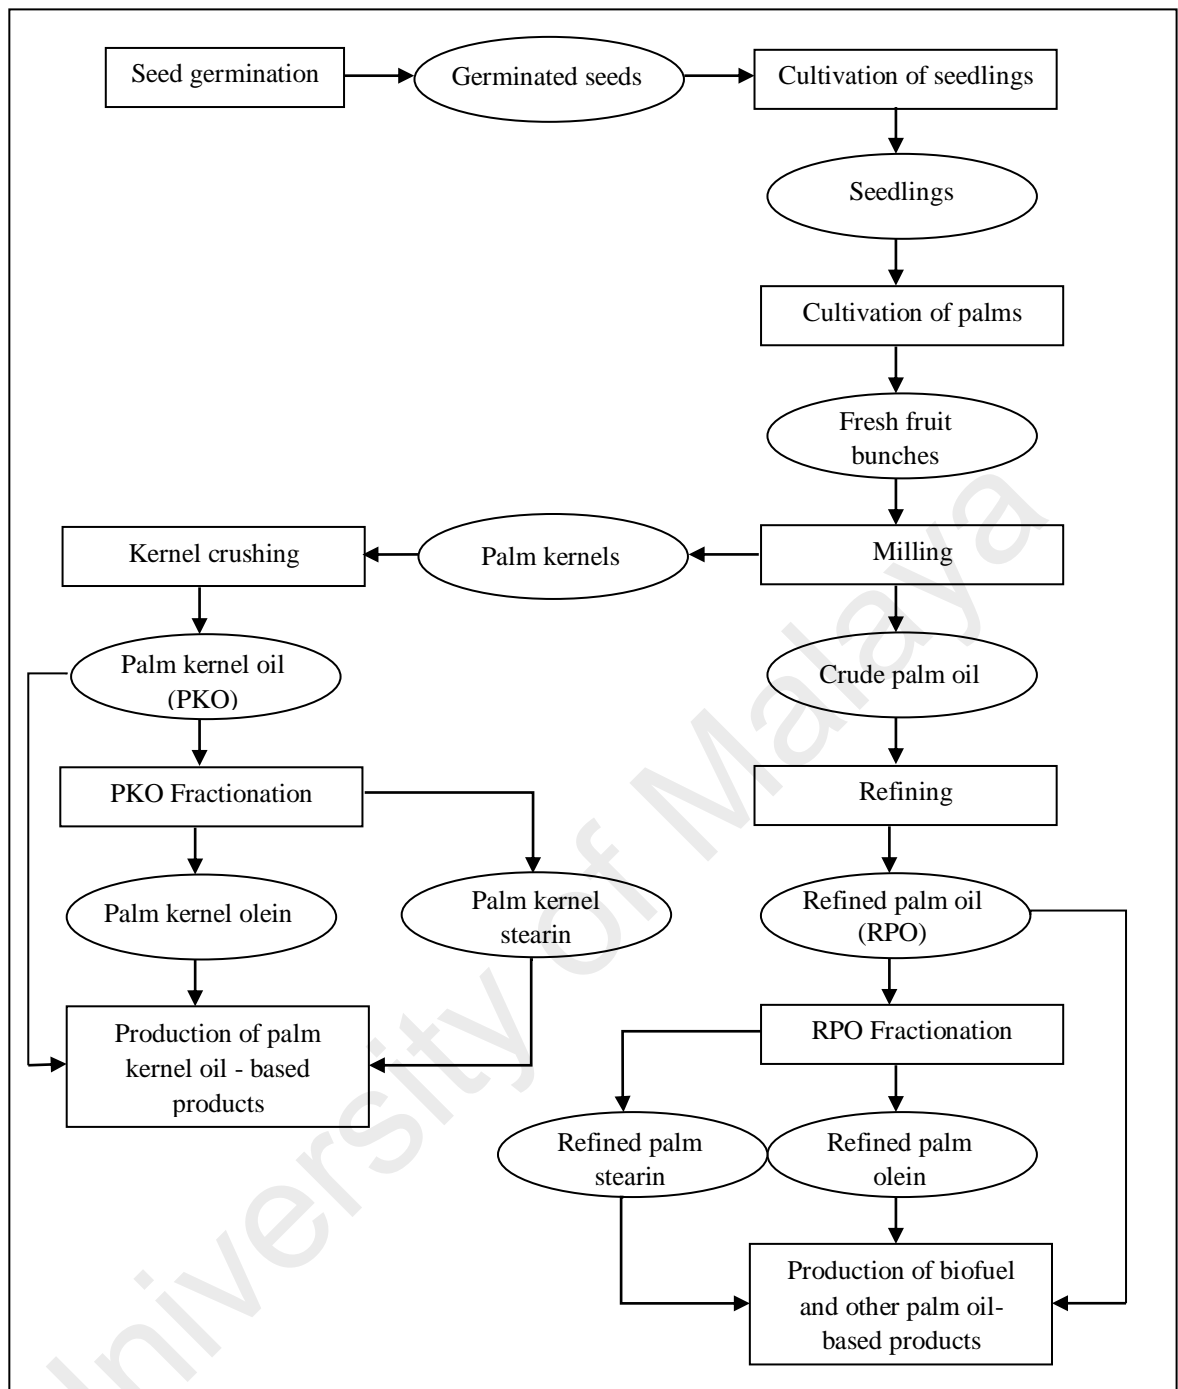 Seed germination
Germinated seeds
Cultivation of seedlings
Seedlings
Cultivation of palms
Fresh fruit
bunches
Kernel crushing
Palm kernels
Milling
Palm kernel oil
(PKO)
Crude palm oil
PKO Fractionation
Refining
Palm kernel olein
Palm kernel
stearin
Refined palm oil
(RPO)
Production of palm
kernel oil - based
products
RPO Fractionation
Refined palm
stearin
Refined palm
olein
Production of biofuel
and other palm oil-
based products
University of Malaya